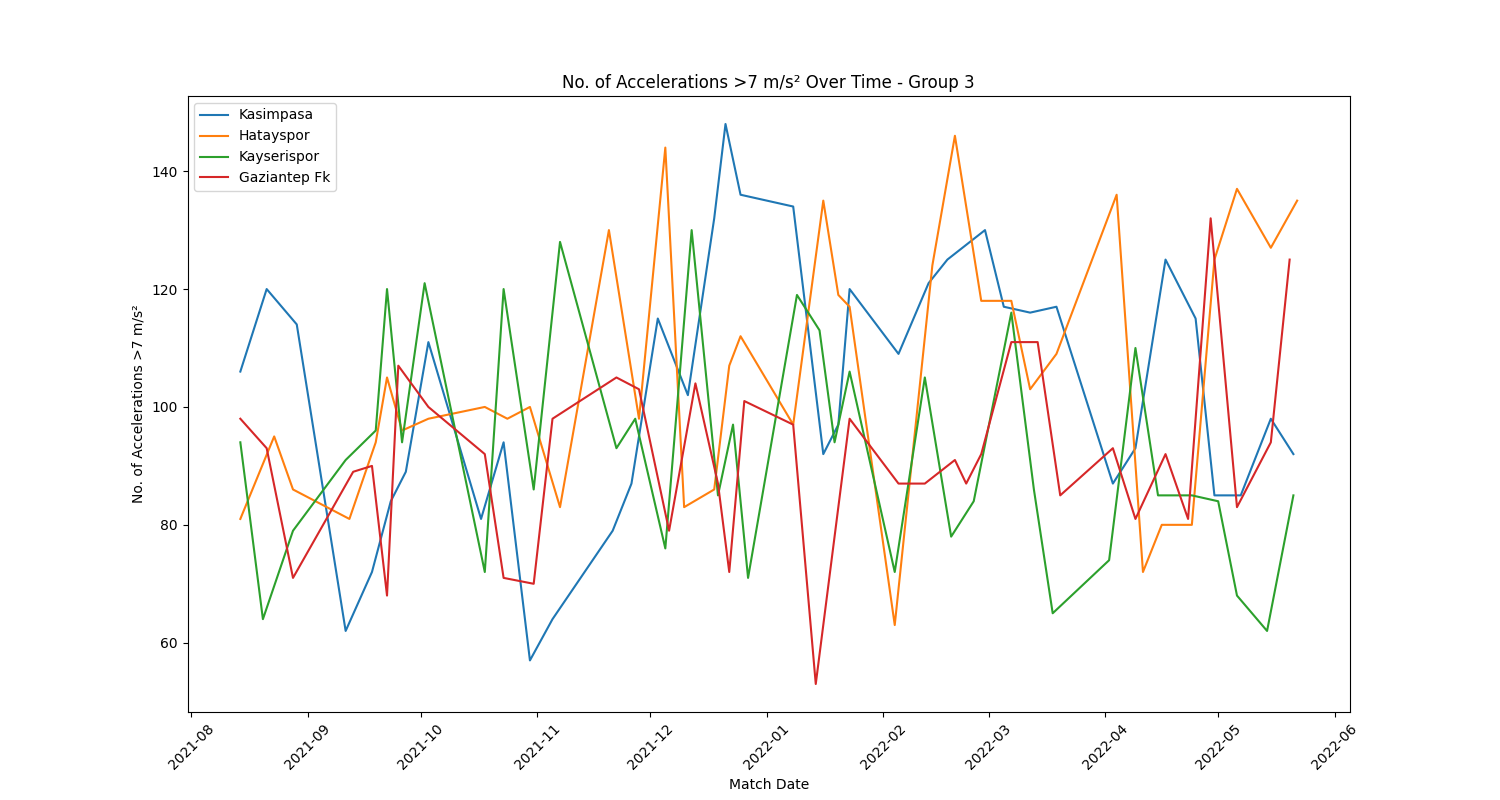 No. of Accelerations >7 m/s² Over Time - Group 3
Kasimpasa
Hatayspor
Kayserispor
Gaziantep Fk
No. of Accelerations >7 m/s²
140
120
100
80
60
2021-08
2021-09
2021-10
2021-11
2021-12
2022-01
2022-02
2022-03
2022-04
2022-05
2022-06
Match Date